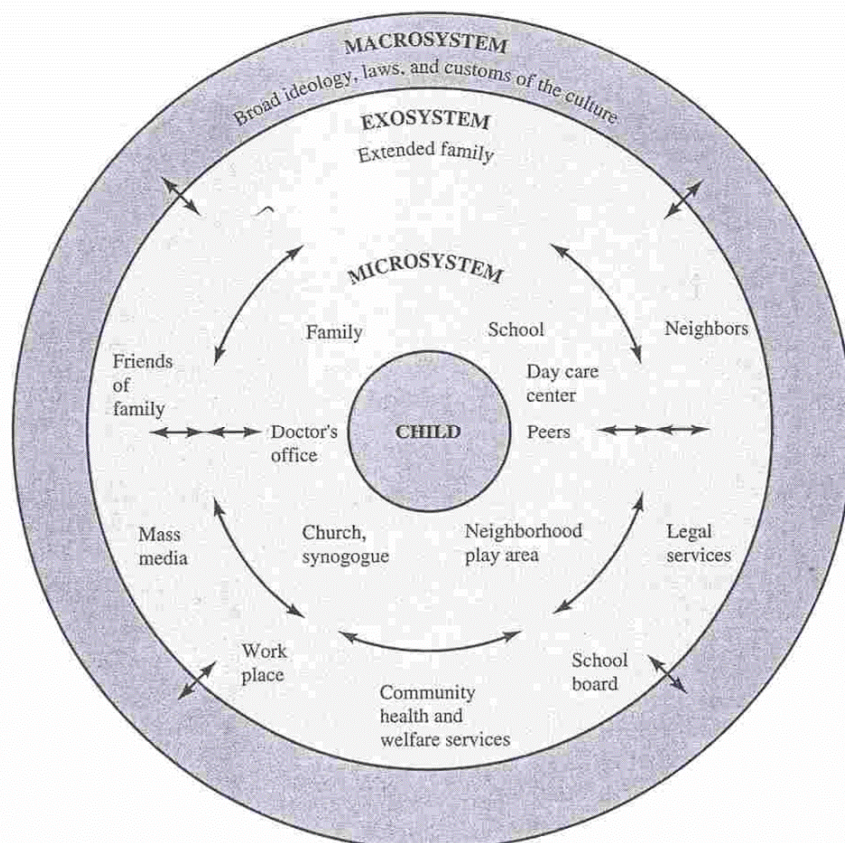 MACROSYSTEM
Broad ideology, laws, and customs of the culture
EXOSYSTEM
Extended family
MICROSYSTEM
Family
School
Neighbors
Friends
of
family
Day care
center
Doctor's
office
CHILD
Peers
Mass
media
Church,
synagogue
Neighborhood
play area
Legal
services
Work
place
School
board
Community
health and
welfare services